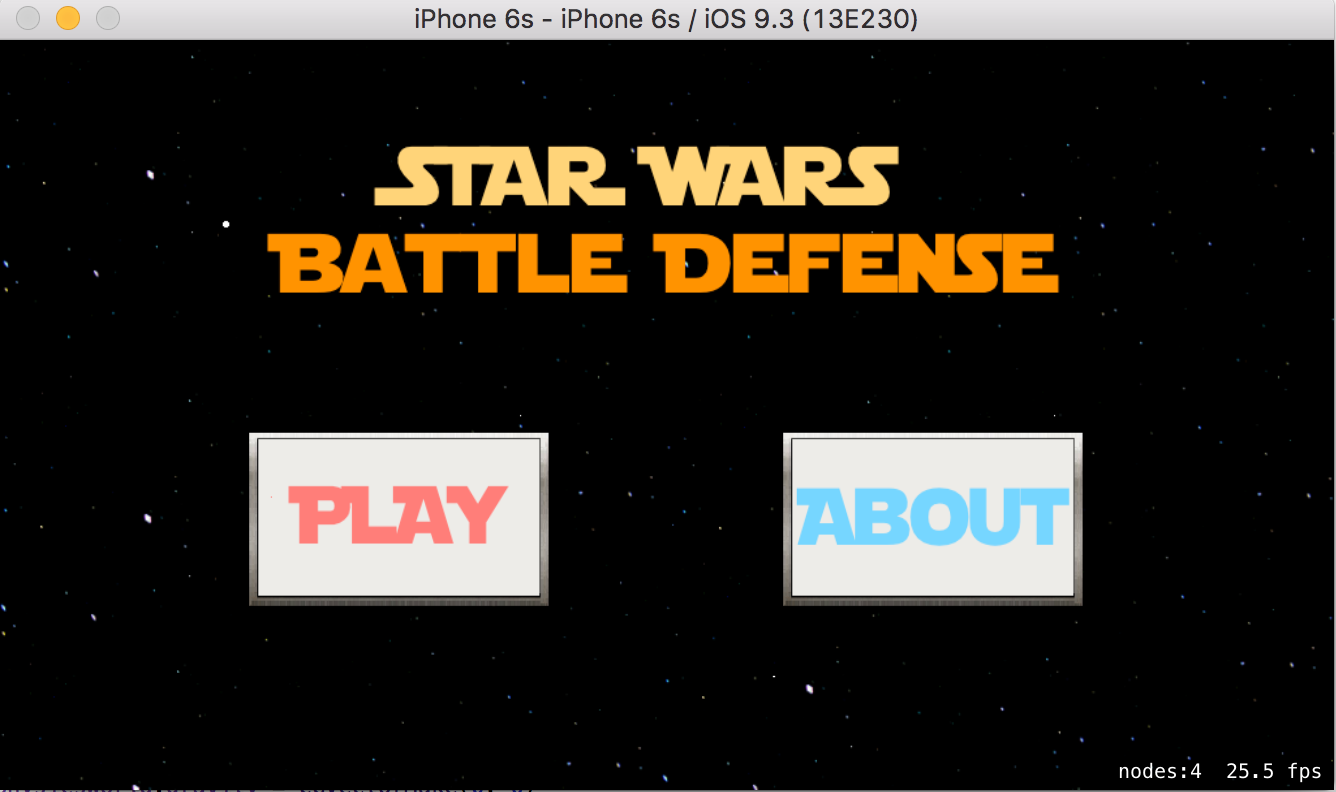 iPhone 6s - iPhone 6s / iOS 9.3 (13E230)
STAR WARS
BATTLE DEFENSE
PLAY
ABOUT
nodes:4 25.5 fps